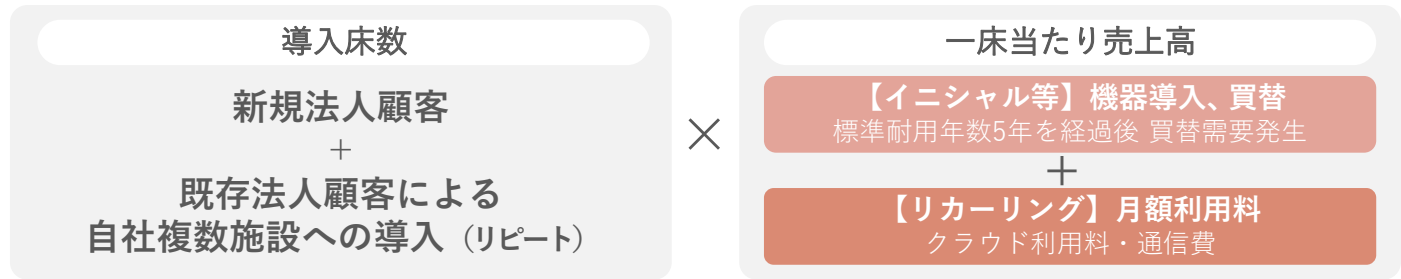 導入床数
新規法人顧客
＋
既存法人顧客による
自社複数施設への導入（リピート）
×
一床当たり売上高
【イニシャル等】機器導入、買替
標準耐用年数5年を経過後 買替需要発生
＋
【リカーリング】月額利用料
クラウド利用料・通信費